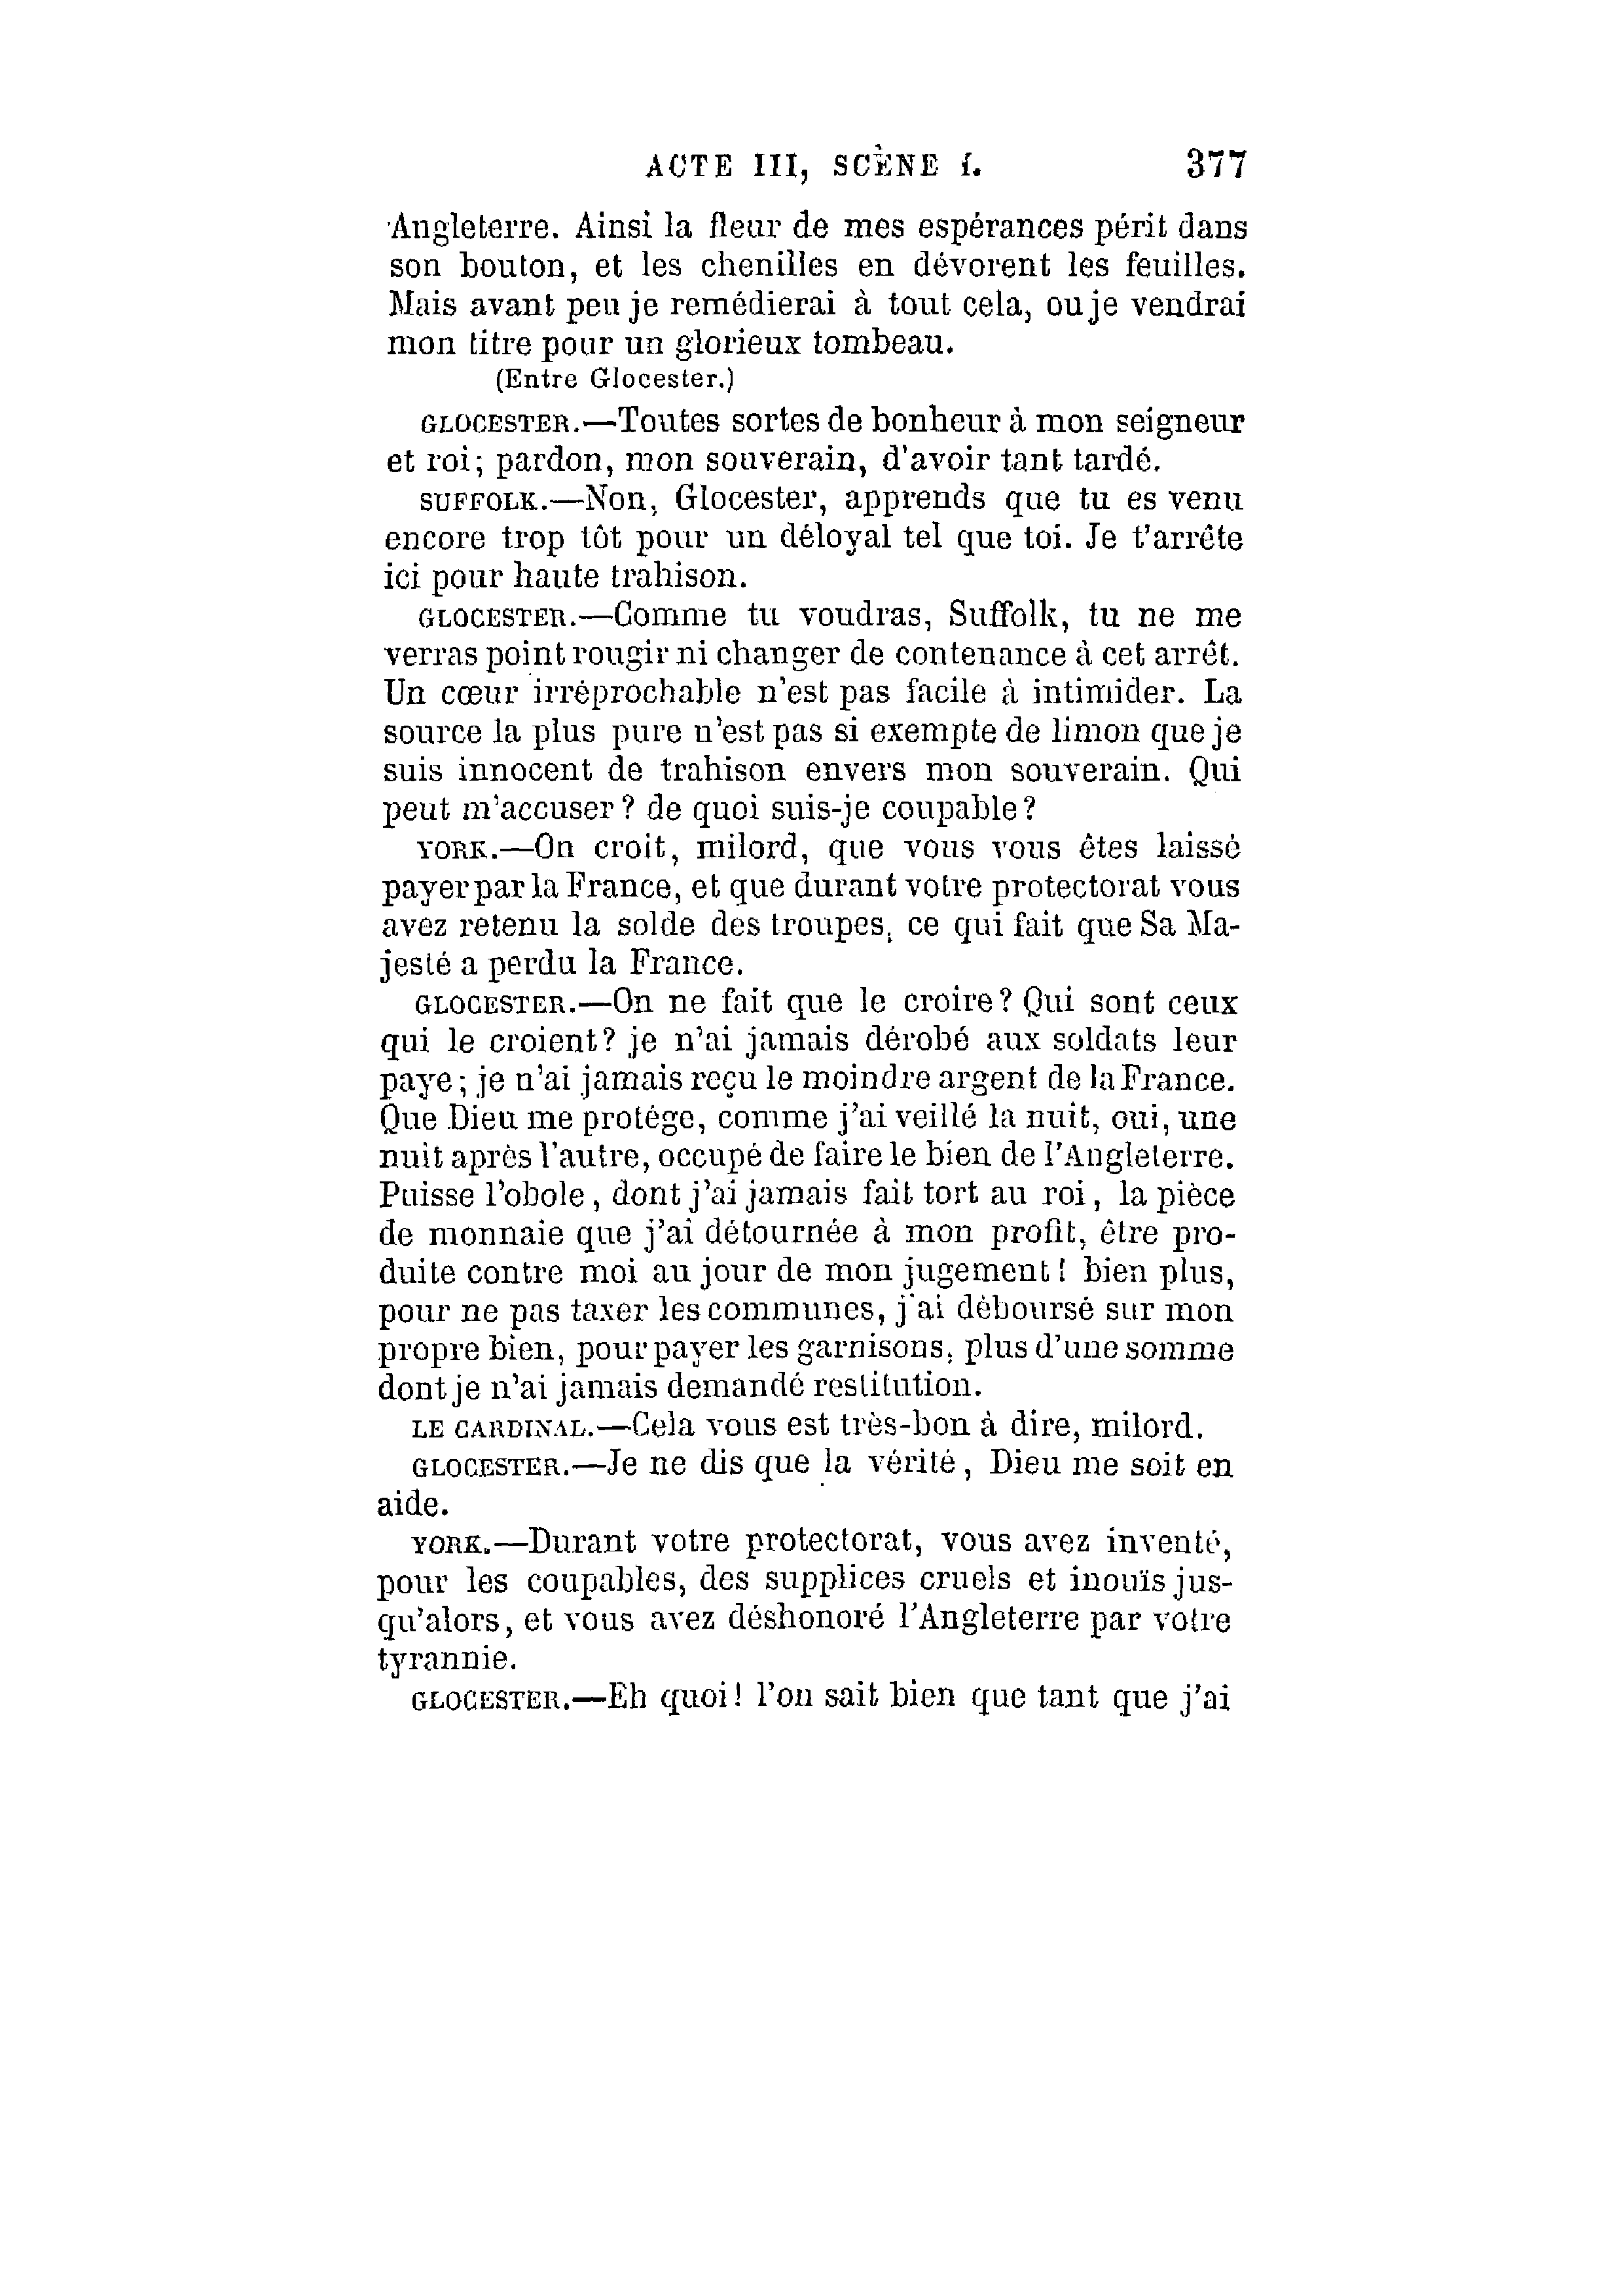 ACTE III, SCÈNE I. 377
Angleterre. Ainsi la fleur de mes espérances périt dans
son bouton, et les chenilles en dévorent les feuilles.
Mais avant peu je remédierai à tout cela, ou je vendrai
mon titre pour un glorieux tombeau.
(Entre Glocester.)
GLOCESTER.—Toutes sortes de bonheur à mon seigneur
et roi; pardon, mon souverain, d'avoir tant tardé.
SUFFOLK.—Non, Glocester, apprends que tu es venu
encore trop tôt pour un déloyal tel que toi. Je t'arrête
ici pour haute trahison.
GLOCESTER.—Comme tu voudras, Suffolk, tu ne me
verras point rougir ni changer de contenance à cet arrêt.
Un cœur irréprochable n'est pas facile à intimider. La
source la plus pure n'est pas si exempte de limon que je
suis innocent de trahison envers mon souverain. Qui
peut m'accuser? de quoi suis-je coupable?
YORK.—On croit, milord, que vous vous êtes laissé
payer par la France, et que durant votre protectorat vous
avez retenu la solde des troupes, ce qui fait que Sa Ma-
jesté a perdu la France.
GLOCESTER.—On ne fait que le croire? Qui sont ceux
qui le croient? je n'ai jamais dérobé aux soldats leur
paye; je n'ai jamais reçu le moindre argent de la France.
Que Dieu me protége, comme j'ai veillé la nuit, oui, une
nuit après l'autre, occupé de faire le bien de l'Angleterre.
Puisse l'obole, dont j'ai jamais fait tort au roi, la pièce
de monnaie que j'ai détournée à mon profit, être pro-
duite contre moi au jour de mon jugement! bien plus,
pour ne pas taxer les communes, j'ai déboursé sur mon
propre bien, pour payer les garnisons, plus d'une somme
dont je n'ai jamais demandé restitution.
LE CARDINAL.—Cela vous est très-bon à dire, milord.
GLOCESTER.—Je ne dis que la vérité, Dieu me soit en
aide.
YORK.—Durant votre protectorat, vous avez inventé,
pour les coupables, des supplices cruels et inouïs jus-
qu'alors, et vous avez déshonoré l'Angleterre par votre
tyrannie.
GLOCESTER.—Eh quoi! l'on sait bien que tant que j'ai